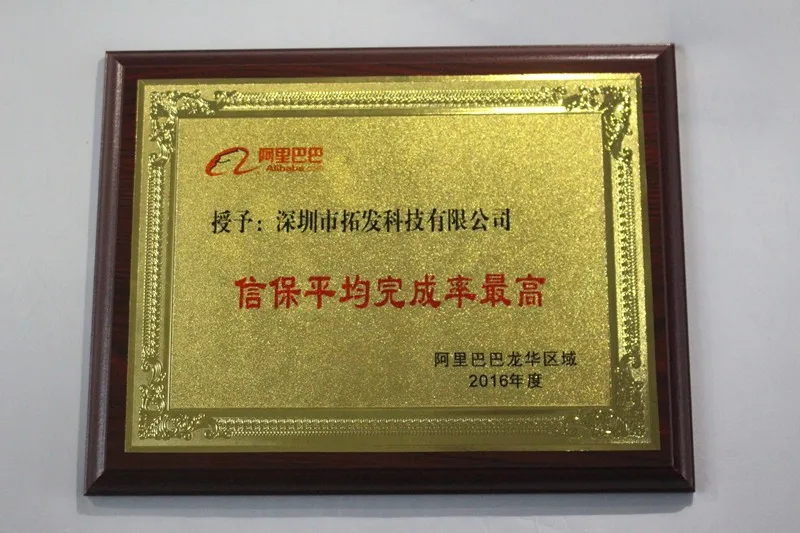 阿里巴巴
Alibaba.com
授予：深圳市拓发科技有限公司
信保平均完成率最高
阿里巴巴龙华区域
2016年度